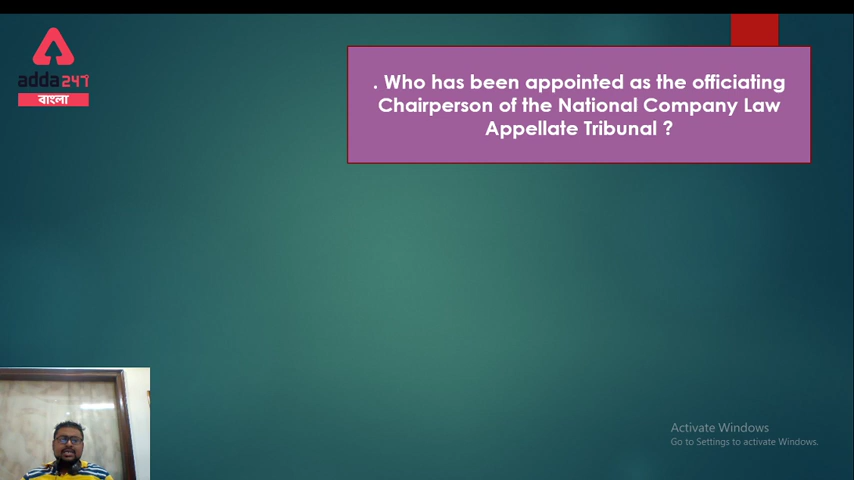 adda247
বাংলা
. Who has been appointed as the officiating
Chairperson of the National Company Law
Appellate Tribunal ?
Activate Windows
Go to Settings to activate Windows.